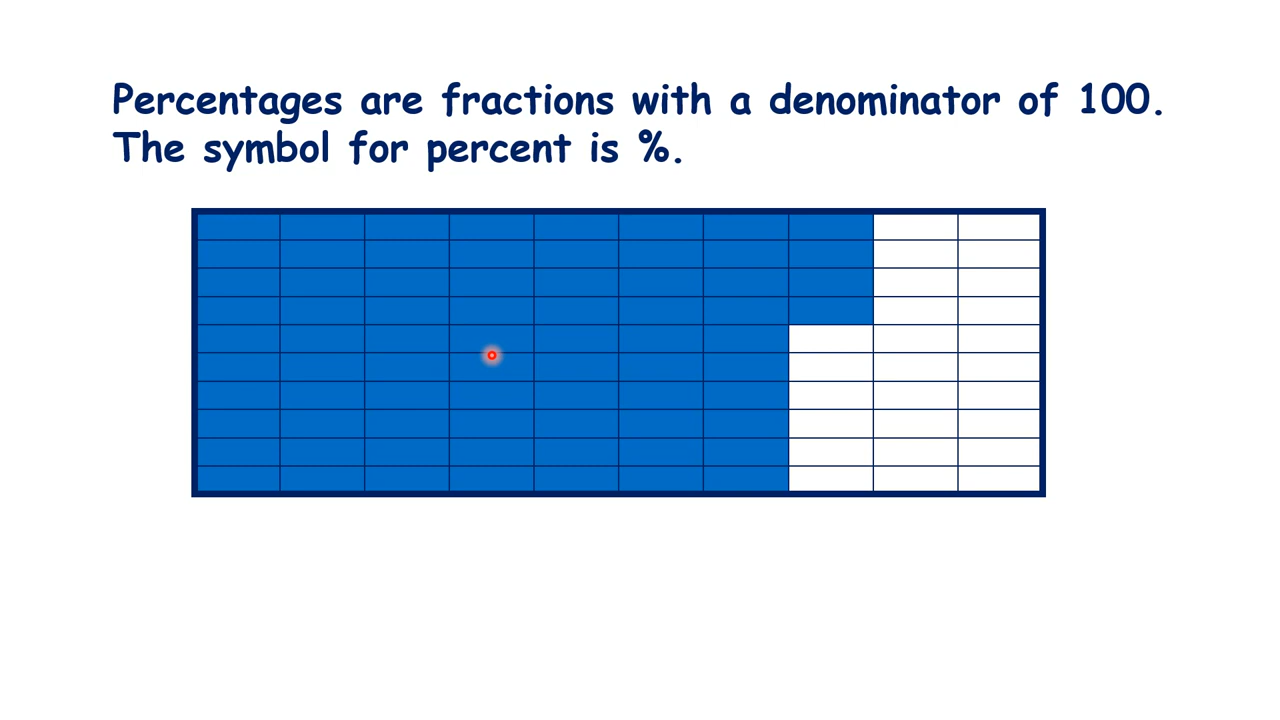 Percentages are fractions with a denominator of 100.
The symbol for percent is %.